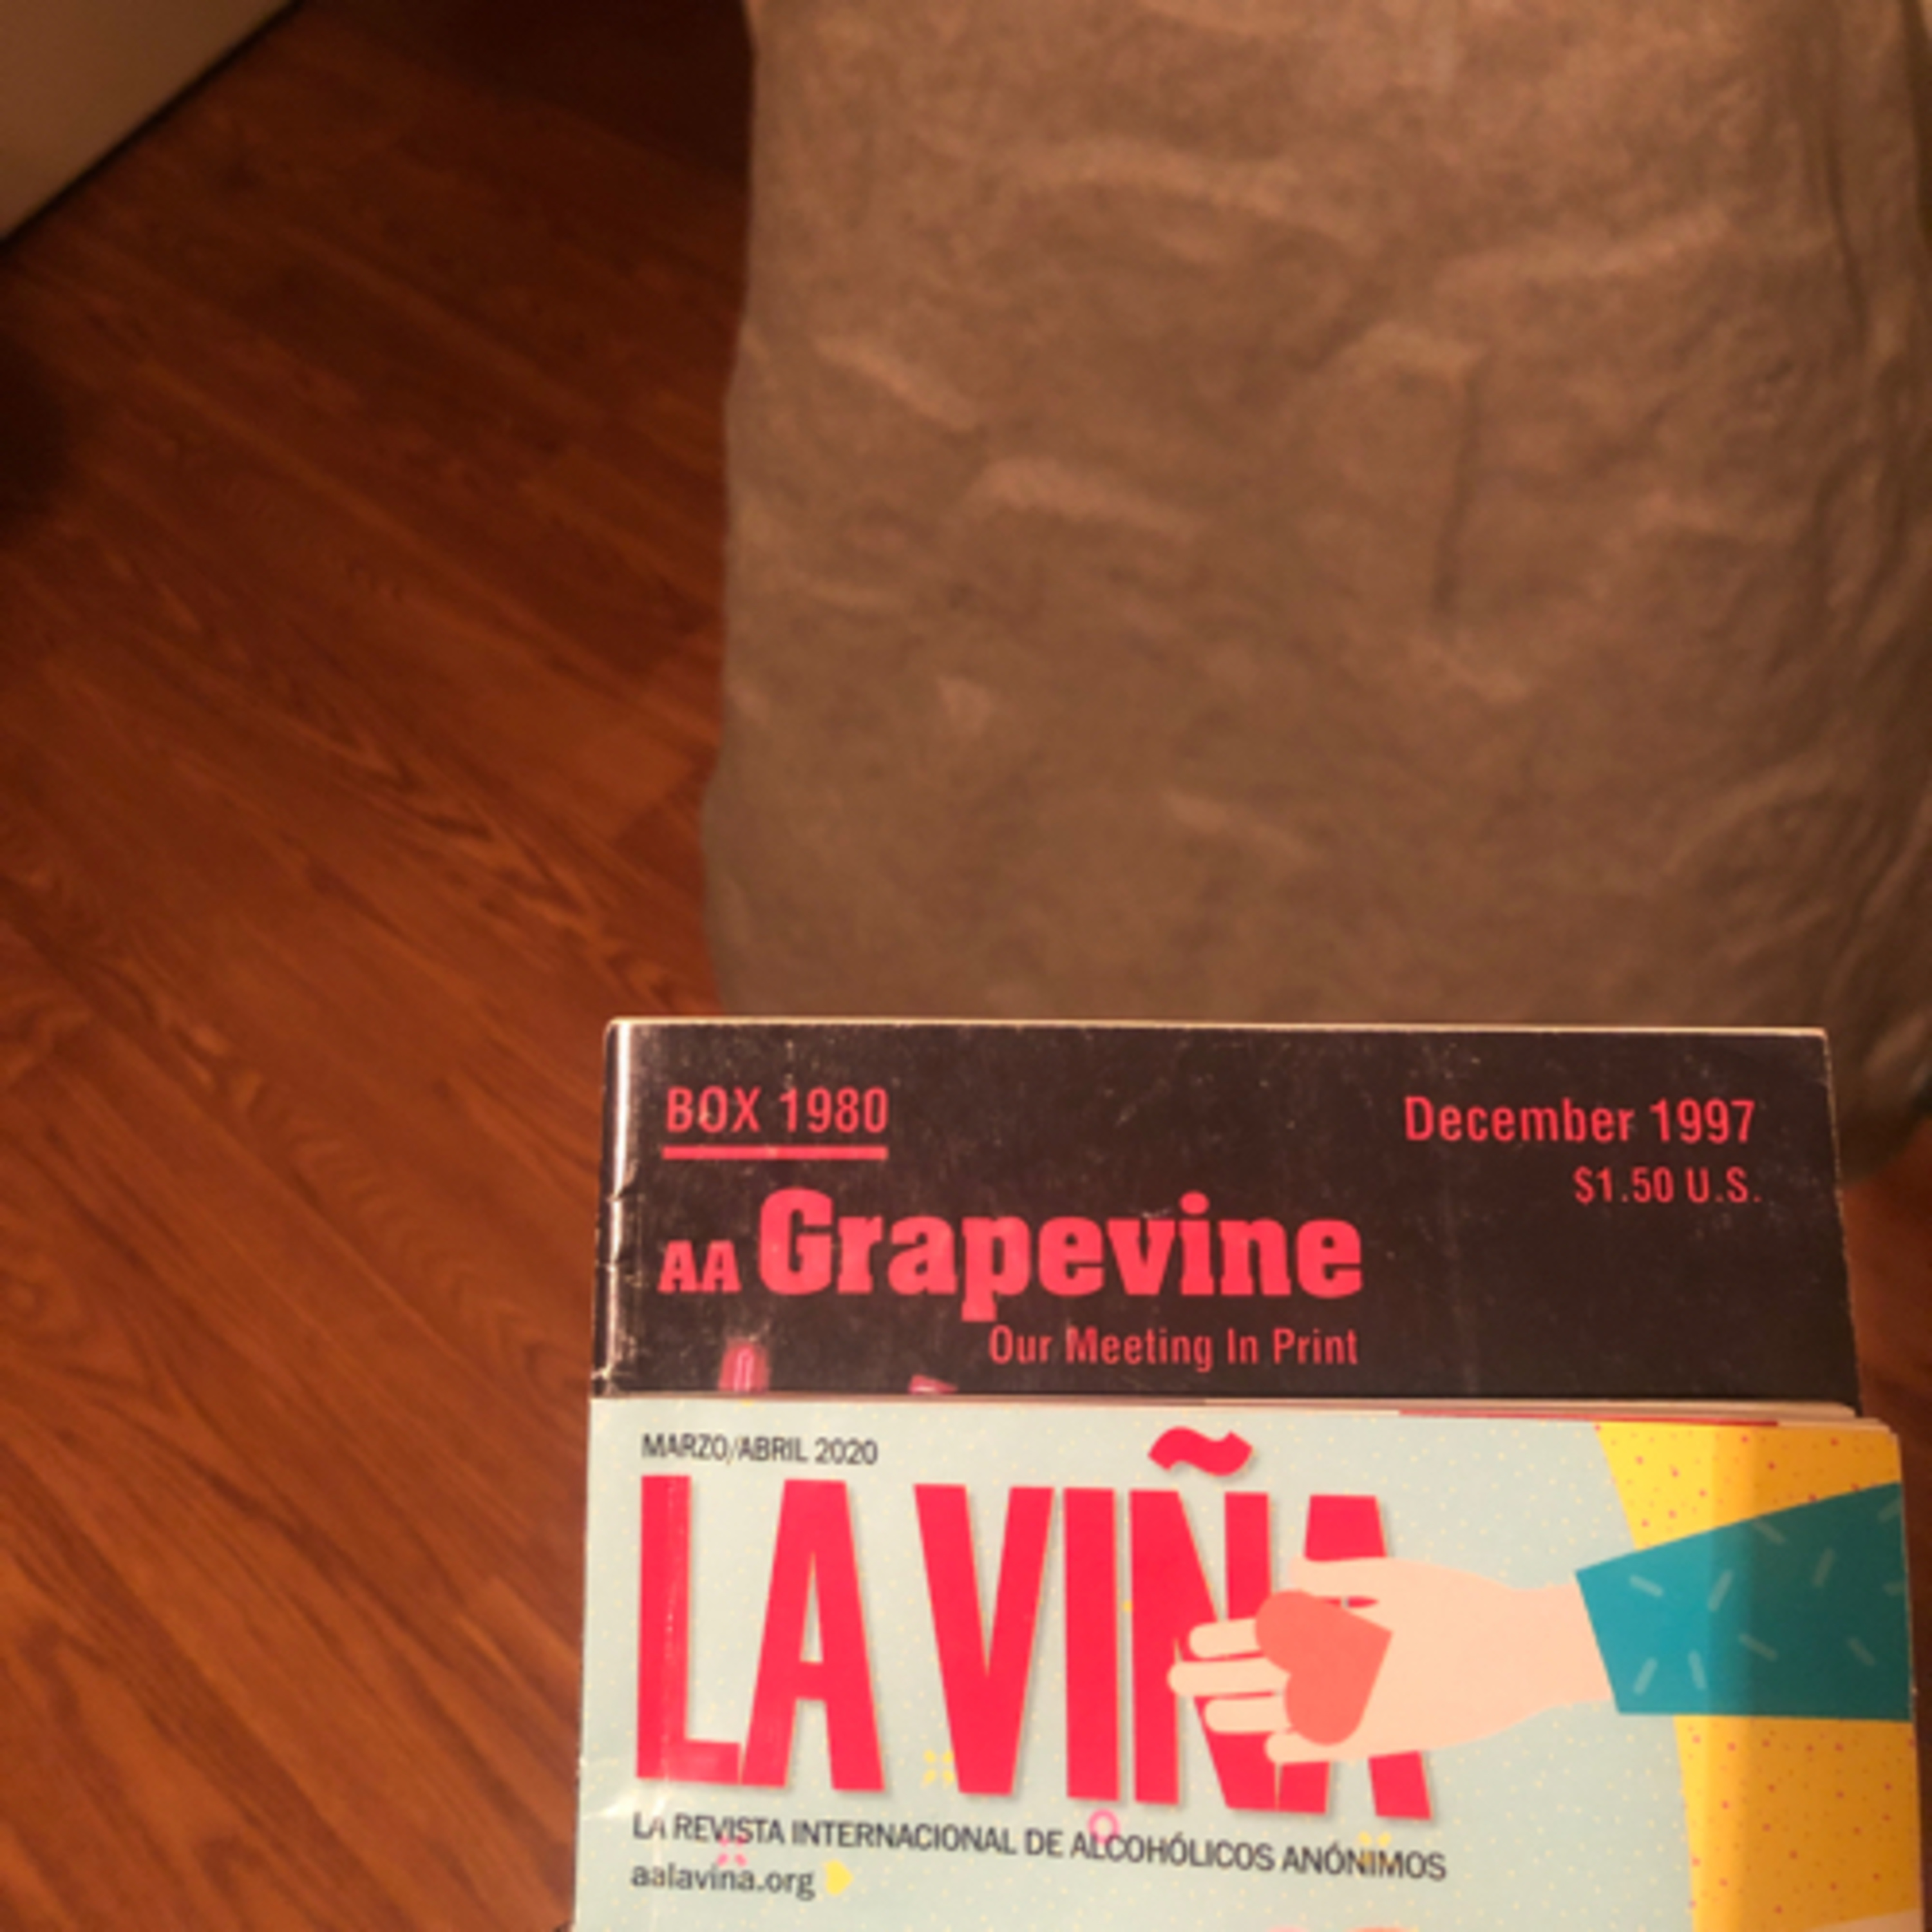 BOX 1980
December 1997
$1.50 U.S.
AA Grapevine
Our Meeting In Print
MARZO/ABRIL 2020
LA VIÑA
LA REVISTA INTERNACIONAL DE ALCOHÓLICOS ANÓNIMOS
aalavina.org